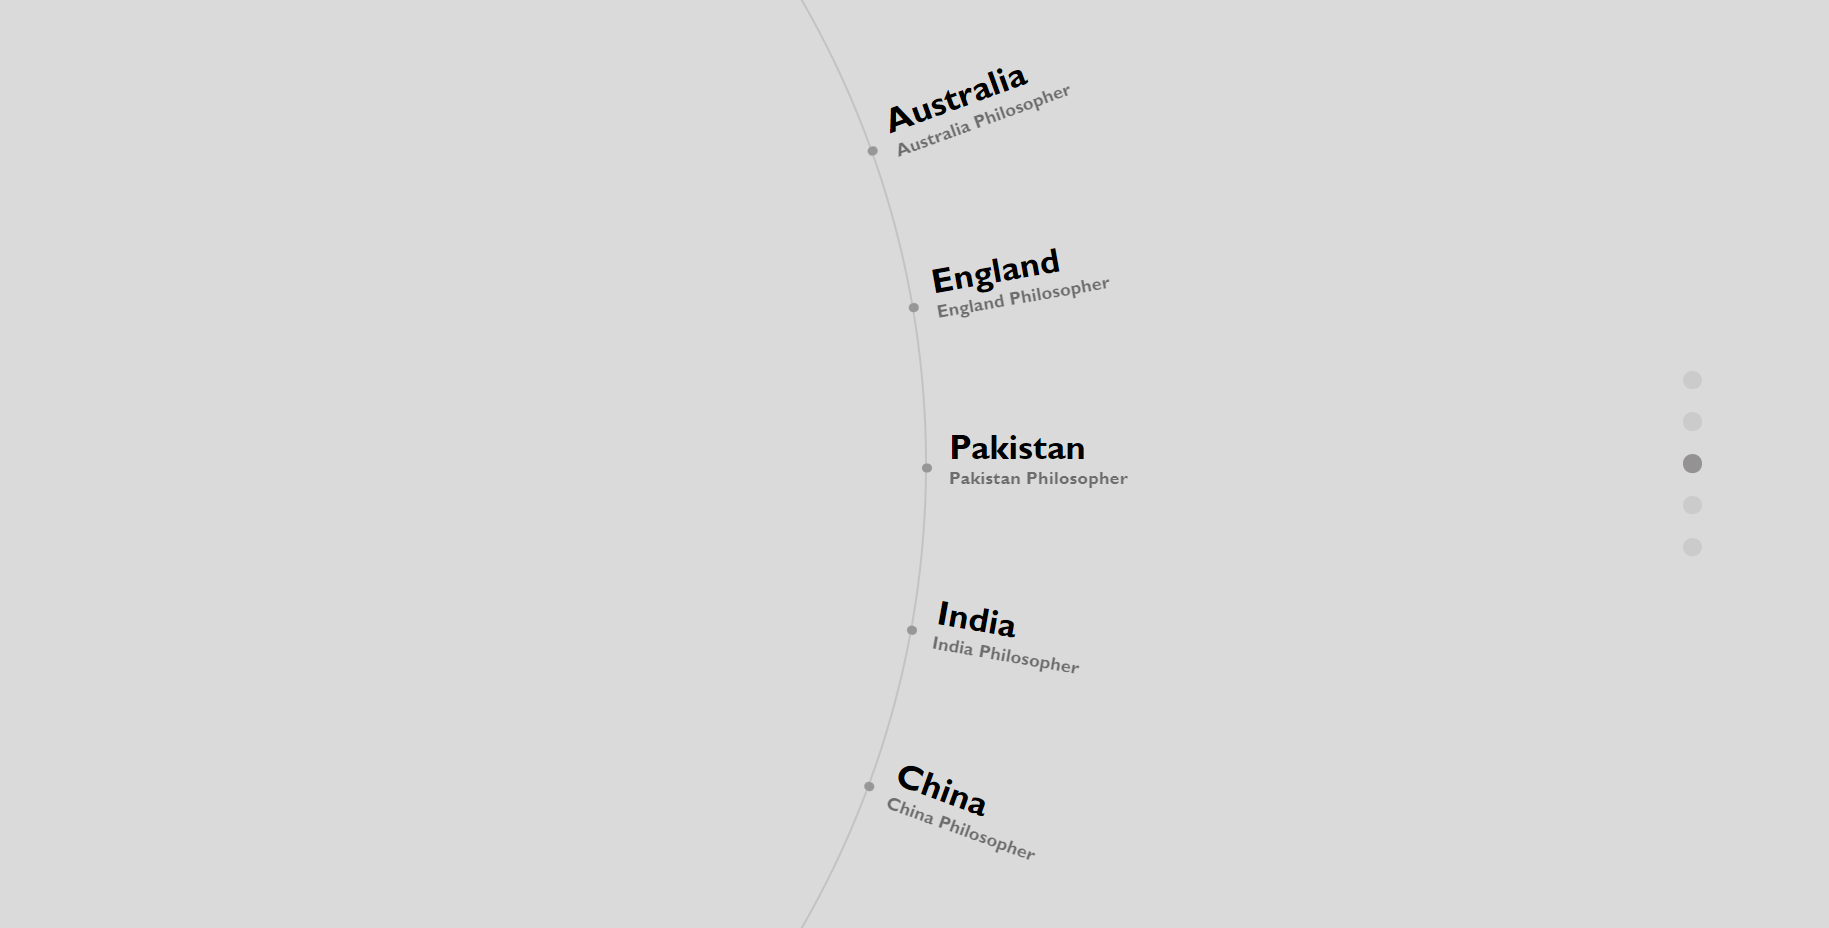 Australia
Australia Philosopher
England
England Philosopher
Pakistan
Pakistan Philosopher
India
India Philosopher
China
China Philosopher